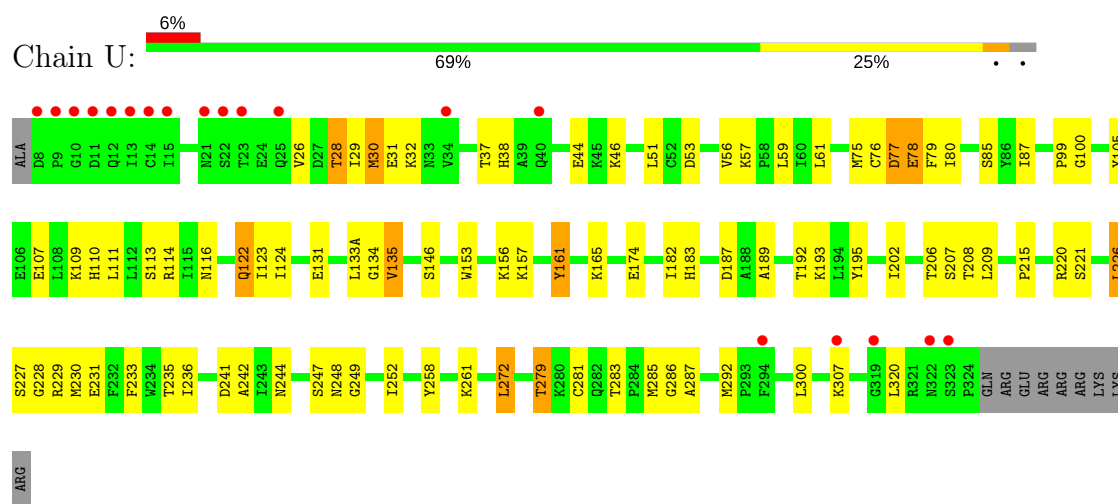 6%
Chain U:
69% 25% • •
ALA D8 P9 G10 D11 Q12 I13 C14 I15 N21 S22 T23 E24 Q25 V26 D27 T28 I29 M30 E31 K32 N33 V34 T37 H38 A39 Q40 E44 K45 K46 L51 C52 D53 V56 K57 P58 L59 I60 L61 M75 C76 D77 E78 F79 I80 S85 Y86 I87 P99 G100 Y105
E106 E107 L108 K109 H110 L111 L112 S113 R114 I115 N116 Q122 I123 I124 E131 L133A G134 V135 S146 W153 K156 K157 Y161 K165 E174 I182 H183 D187 A188 A189 T192 K193 L194 Y195 I202 T206 S207 T208 L209 P215 R220 S221 L226
S227 G228 R229 M230 E231 F232 F233 W234 T235 I236 D241 A242 I243 N244 S247 N248 G249 I252 Y258 K261 L272 T279 K280 C281 Q282 T283 P284 M285 G286 A287 M292 P293 F294 L300 K307 G319 L320 R321 N322 S323 P324 GLN ARG GLU ARG ARG ARG LYS LYS
ARG